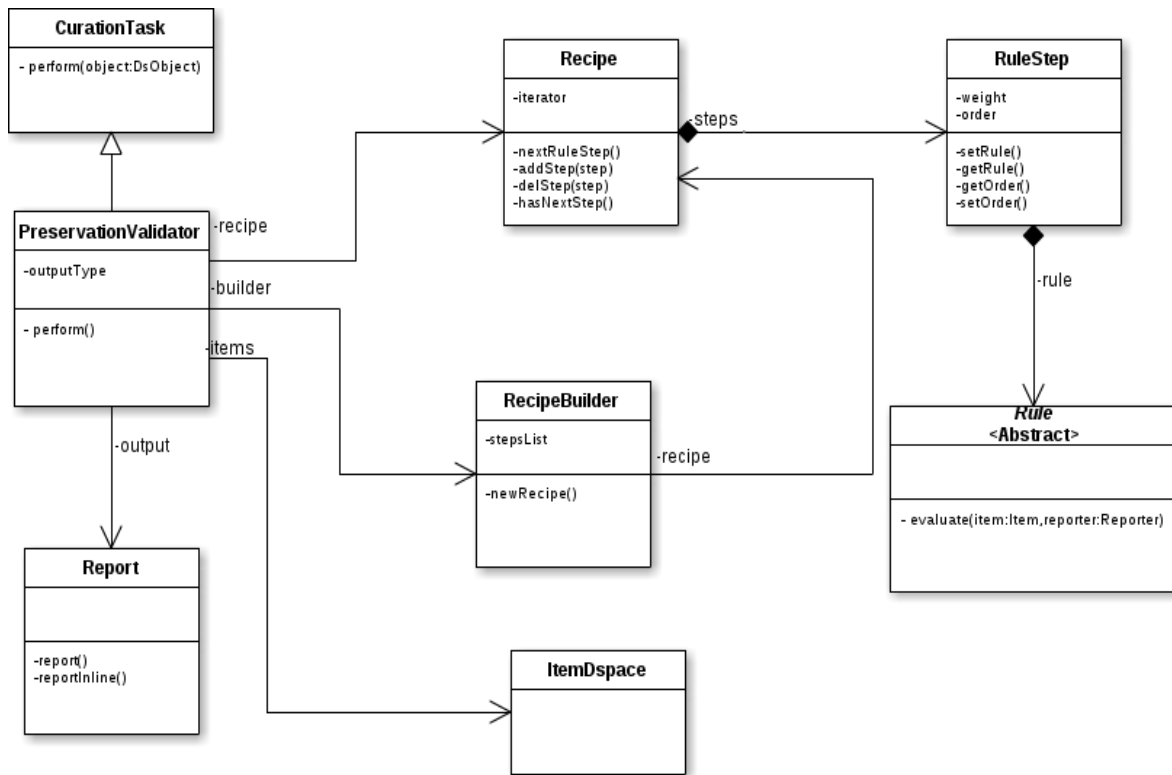 CurationTask
- perform(object:DsObject)
Recipe
-iterator
-nextRuleStep()
-addStep(step)
-delStep(step)
-hasNextStep()
-steps
RuleStep
-weight
-order
-setRule()
-getRule()
-getOrder()
-setOrder()
PreservationValidator
-outputType
- perform()
-recipe
-builder
-items
-output
-rule
RecipeBuilder
-stepsList
-newRecipe()
-recipe
Rule
<Abstract>
- evaluate(item:Item,reporter:Reporter)
Report
-report()
-reportInline()
ItemDspace